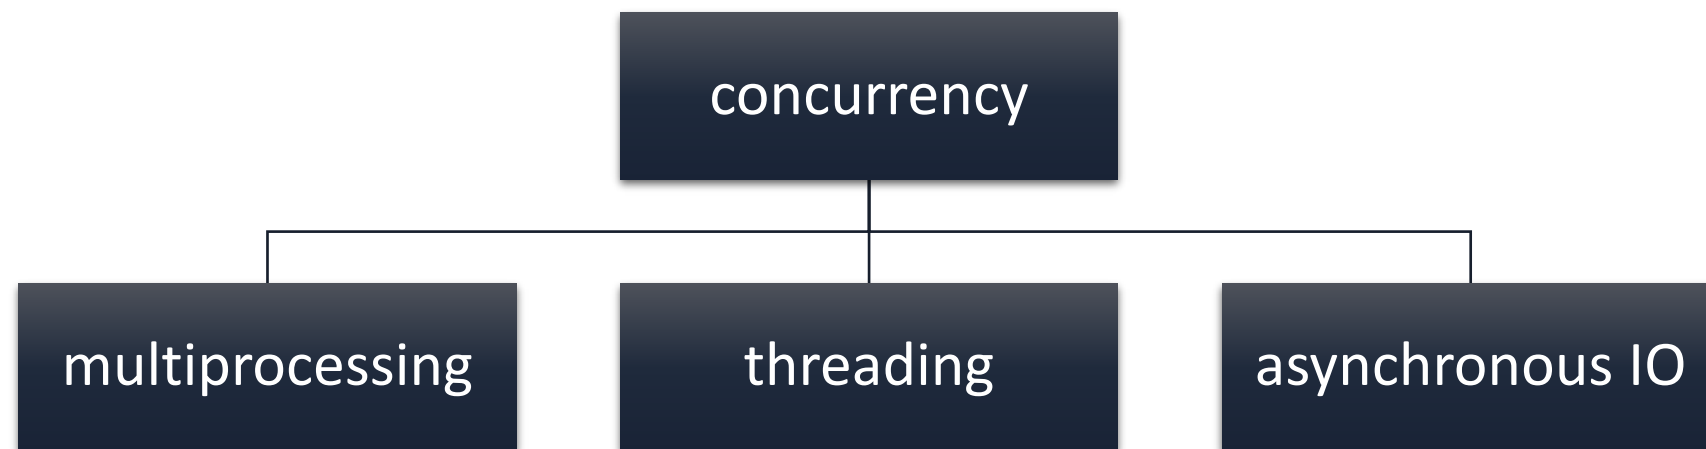 concurrency
multiprocessing
threading
asynchronous IO